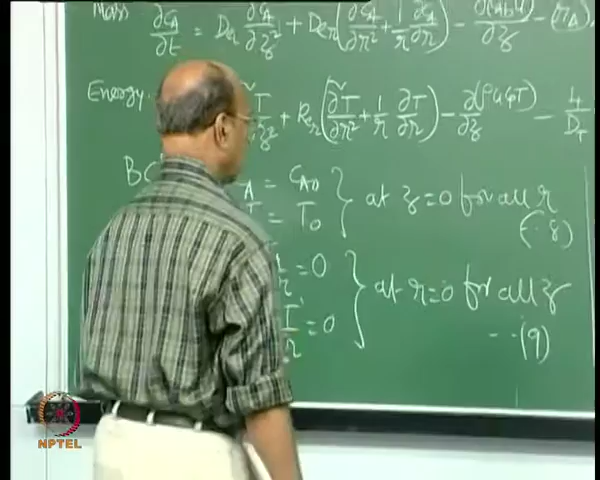 Mass ∂C_A/∂t = D_ea ∂²C_A/∂z² + D_er (∂²C_A/∂r² + 1/r ∂C_A/∂r) - ∂(C_A u)/∂z - (-r_A)
Energy T/∂z² + k_er (∂²T/∂r² + 1/r ∂T/∂r) - ∂(ρ u C_p T)/∂z - 4/D_T
BC
A = C_A0
T = T_0 } at z=0 for all r
(8)
= 0
= 0 } at r=0 for all z
--(9)
NPTEL